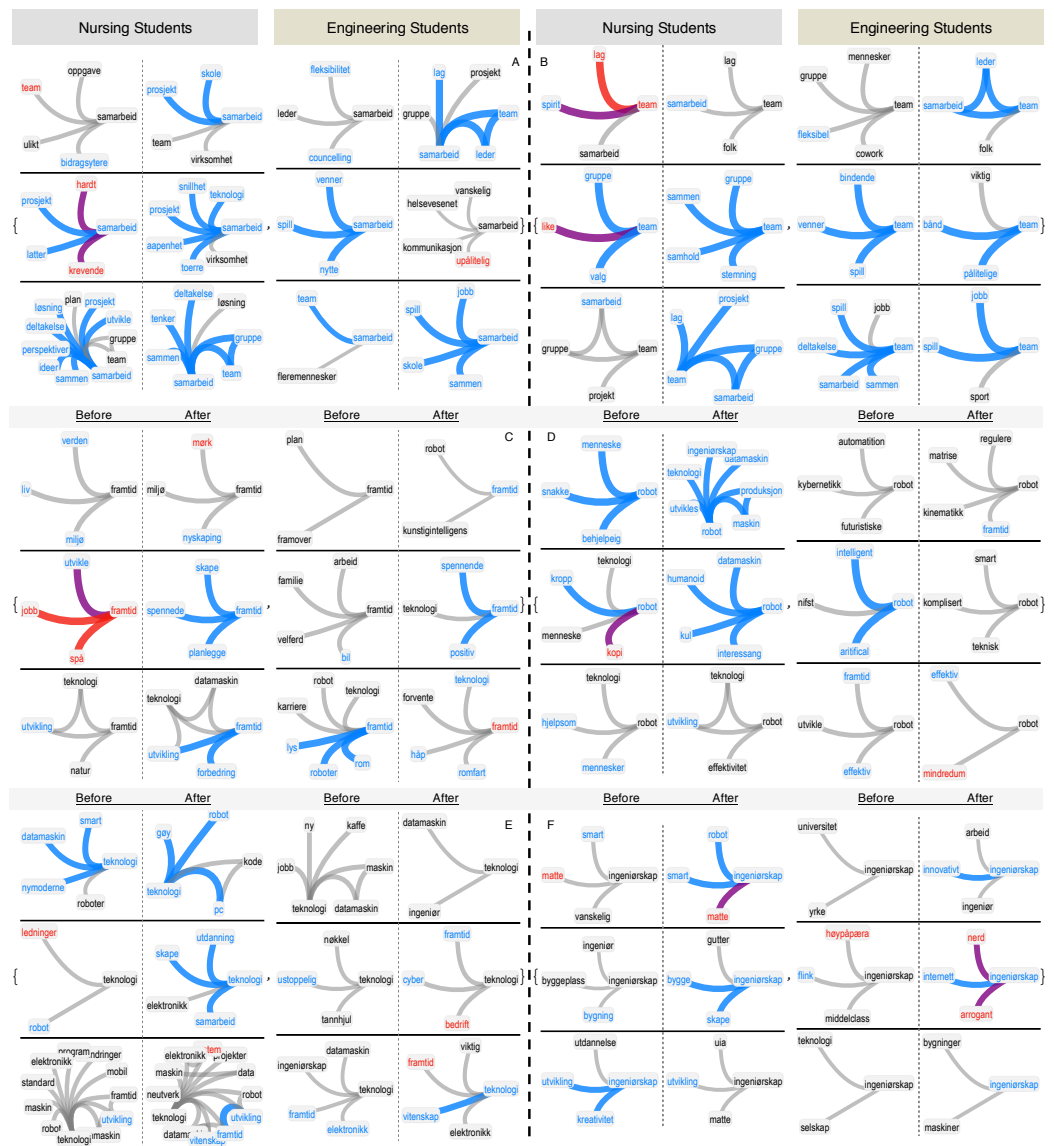 Nursing Students
Engineering Students
Nursing Students
Engineering Students
A
team
oppgave
samarbeid
ulikt
bidragsytere
skole
prosjekt
samarbeid
team
virksomhet
fleksibilitet
leder
samarbeid
councelling
lag
prosjekt
gruppe
team
samarbeid
leder
{
hardt
prosjekt
samarbeid
latter
krevende
snillhet
teknologi
prosjekt
samarbeid
aapenhet
virksomhet
toerre
,
venner
spill
samarbeid
nytte
vanskelig
helsevesenet
samarbeid
kommunikasjon
upålitelig
}
plan
løsning
prosjekt
deltakelse
utvikle
gruppe
perspektiver
team
ideer
samarbeid
sammen
deltakelse
løsning
tenker
gruppe
sammen
team
samarbeid
team
samarbeid
fleremennesker
jobb
spill
samarbeid
skole
sammen
B
lag
spirit
team
samarbeid
lag
samarbeid
team
folk
mennesker
gruppe
team
fleksibel
cowork
leder
samarbeid
team
folk
{
gruppe
like
team
valg
gruppe
sammen
team
samhold
stemning
,
bindende
venner
team
spill
viktig
bånd
team
pålitelige
}
samarbeid
gruppe
team
projekt
prosjekt
lag
gruppe
team
samarbeid
spill
jobb
deltakelse
team
samarbeid
sammen
jobb
spill
team
sport
Before
After
Before
After
Before
After
Before
After
C
verden
liv
framtid
miljø
mørk
miljø
framtid
nyskaping
plan
framtid
framover
robot
framtid
kunstigintelligens
{
utvikle
jobb
framtid
spå
skape
spennede
framtid
planlegge
,
arbeid
familie
framtid
velferd
bil
spennende
teknologi
framtid
positiv
}
teknologi
utvikling
framtid
natur
datamaskin
teknologi
framtid
utvikling
forbedring
robot
teknologi
karriere
framtid
lys
rom
roboter
teknologi
forvente
framtid
håp
romfart
D
menneske
snakke
robot
behjelpeig
ingeniørskap
datamaskin
teknologi
produksjon
utvikles
maskin
robot
automatition
kybernetikk
robot
futuristiske
regulere
matrise
robot
kinematikk
framtid
{
teknologi
kropp
robot
menneske
kopi
datamaskin
humanoid
robot
kul
interessang
,
intelligent
nifst
robot
aritifical
smart
komplisert
robot
teknisk
}
teknologi
hjelpsom
robot
mennesker
teknologi
utvikling
robot
effektivitet
framtid
utvikle
robot
effektiv
effektiv
robot
mindredum
Before
After
Before
After
Before
After
Before
After
E
smart
datamaskin
teknologi
nymoderne
roboter
robot
gøy
kode
teknologi
pc
ny
kaffe
jobb
maskin
teknologi
datamaskin
datamaskin
teknologi
ingeniør
{
ledninger
teknologi
robot
utdanning
skape
teknologi
elektronikk
samarbeid
,
nøkkel
ustoppelig
teknologi
tannhjul
framtid
cyber
teknologi
bedrift
}
program
elektronikk
mobil
standard
framtid
maskin
utvikling
robot
teknologi
elektronikk
projekter
maskin
data
neutverk
robot
teknologi
utvikling
framtid
vitenskap
datamaskin
ingeniørskap
teknologi
framtid
elektronikk
viktig
framtid
teknologi
vitenskap
elektronikk
F
smart
matte
ingeniørskap
vanskelig
robot
smart
ingeniørskap
matte
universitet
ingeniørskap
yrke
arbeid
innovativt
ingeniørskap
ingeniør
{
ingeniør
byggeplass
ingeniørskap
bygning
gutter
bygge
ingeniørskap
skape
,
høypåpæra
flink
ingeniørskap
middelclass
nerd
internett
ingeniørskap
arrogant
}
utdannelse
utvikling
ingeniørskap
kreativitet
uia
utvikling
ingeniørskap
matte
teknologi
ingeniørskap
selskap
bygninger
ingeniørskap
maskiner